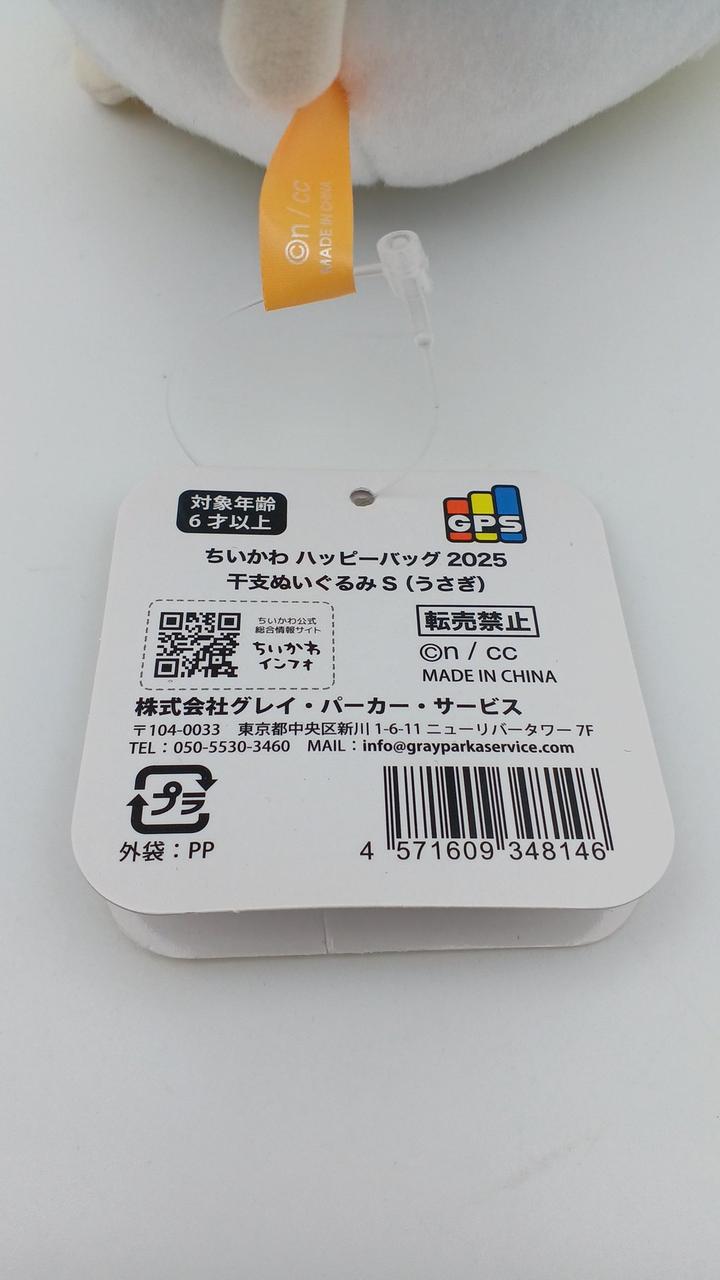 ©n / cc
MADE IN CHINA
対象年齢
6才以上
GPS
ちいかわ ハッピーバッグ 2025
干支ぬいぐるみ S（うさぎ）
ちいかわ公式
総合情報サイト
ちいかわ
インフォ
転売禁止
©n / cc
MADE IN CHINA
株式会社グレイ・パーカー・サービス
〒104-0033 東京都中央区新川 1-6-11 ニューリバータワー 7F
TEL：050-5530-3460 MAIL：info@grayparkaservice.com
プラ
外袋：PP
4 571609 348146